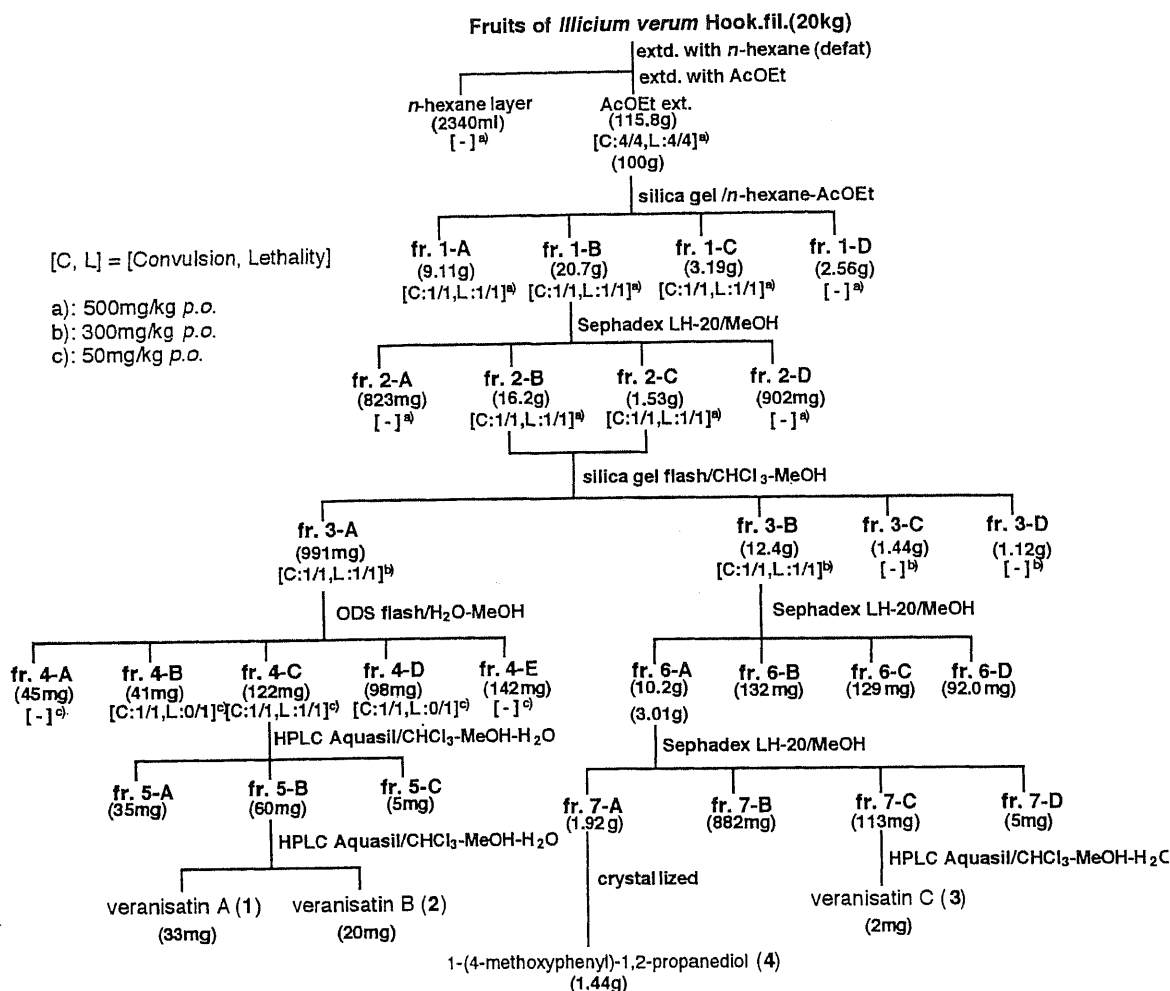 Fruits of Illicium verum Hook.fil.(20kg)
extd. with n-hexane (defat)
extd. with AcOEt
n-hexane layer
(2340ml)
[-]a)
AcOEt ext.
(115.8g)
[C:4/4,L:4/4]a)
(100g)
silica gel /n-hexane-AcOEt
[C, L] = [Convulsion, Lethality]
a): 500mg/kg p.o.
b): 300mg/kg p.o.
c): 50mg/kg p.o.
fr. 1-A
(9.11g)
[C:1/1,L:1/1]a)
fr. 1-B
(20.7g)
[C:1/1,L:1/1]a)
fr. 1-C
(3.19g)
[C:1/1,L:1/1]a)
fr. 1-D
(2.56g)
[-]a)
Sephadex LH-20/MeOH
fr. 2-A
(823mg)
[-]a)
fr. 2-B
(16.2g)
[C:1/1,L:1/1]a)
fr. 2-C
(1.53g)
[C:1/1,L:1/1]a)
fr. 2-D
(902mg)
[-]a)
silica gel flash/CHCl3-MeOH
fr. 3-A
(991mg)
[C:1/1,L:1/1]b)
fr. 3-B
(12.4g)
[C:1/1,L:1/1]b)
fr. 3-C
(1.44g)
[-]b)
fr. 3-D
(1.12g)
[-]b)
ODS flash/H2O-MeOH
Sephadex LH-20/MeOH
fr. 4-A
(45mg)
[-]c).
fr. 4-B
(41mg)
[C:1/1,L:0/1]c)
fr. 4-C
(122mg)
[C:1/1,L:1/1]c)
fr. 4-D
(98mg)
[C:1/1,L:0/1]c)
fr. 4-E
(142mg)
[-]c)
fr. 6-A
(10.2g)
(3.01g)
fr. 6-B
(132mg)
fr. 6-C
(129mg)
fr. 6-D
(92.0mg)
HPLC Aquasil/CHCl3-MeOH-H2O
Sephadex LH-20/MeOH
fr. 5-A
(35mg)
fr. 5-B
(60mg)
fr. 5-C
(5mg)
fr. 7-A
(1.92g)
fr. 7-B
(882mg)
fr. 7-C
(113mg)
fr. 7-D
(5mg)
HPLC Aquasil/CHCl3-MeOH-H2O
crystal lized
HPLC Aquasil/CHCl3-MeOH-H2O
veranisatin A (1)
(33mg)
veranisatin B (2)
(20mg)
veranisatin C (3)
(2mg)
1-(4-methoxyphenyl)-1,2-propanediol (4)
(1.44g)